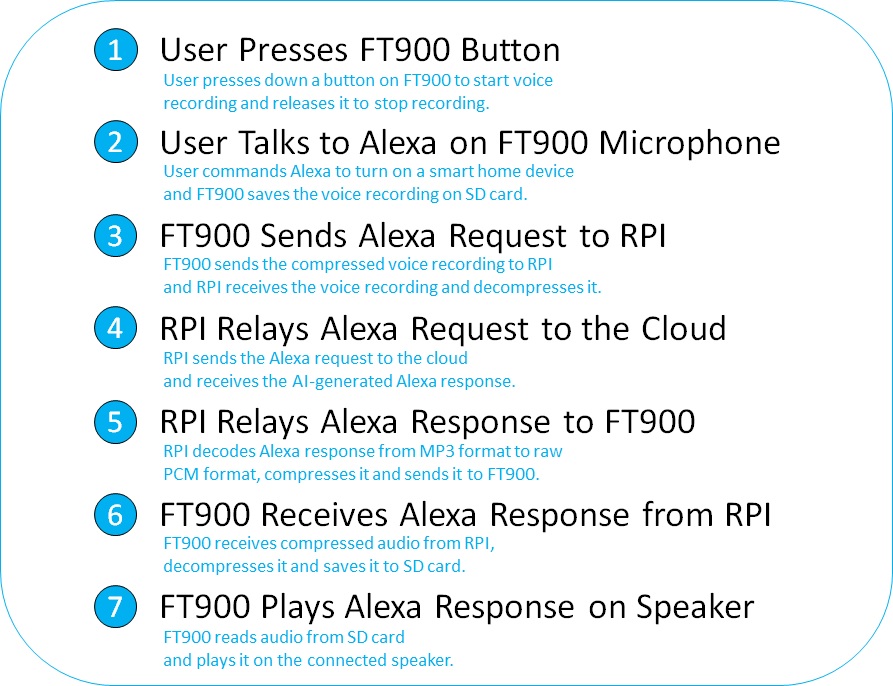 1 User Presses FT900 Button
User presses down a button on FT900 to start voice
recording and releases it to stop recording.
2 User Talks to Alexa on FT900 Microphone
User commands Alexa to turn on a smart home device
and FT900 saves the voice recording on SD card.
3 FT900 Sends Alexa Request to RPI
FT900 sends the compressed voice recording to RPI
and RPI receives the voice recording and decompresses it.
4 RPI Relays Alexa Request to the Cloud
RPI sends the Alexa request to the cloud
and receives the AI-generated Alexa response.
5 RPI Relays Alexa Response to FT900
RPI decodes Alexa response from MP3 format to raw
PCM format, compresses it and sends it to FT900.
6 FT900 Receives Alexa Response from RPI
FT900 receives compressed audio from RPI,
decompresses it and saves it to SD card.
7 FT900 Plays Alexa Response on Speaker
FT900 reads audio from SD card
and plays it on the connected speaker.